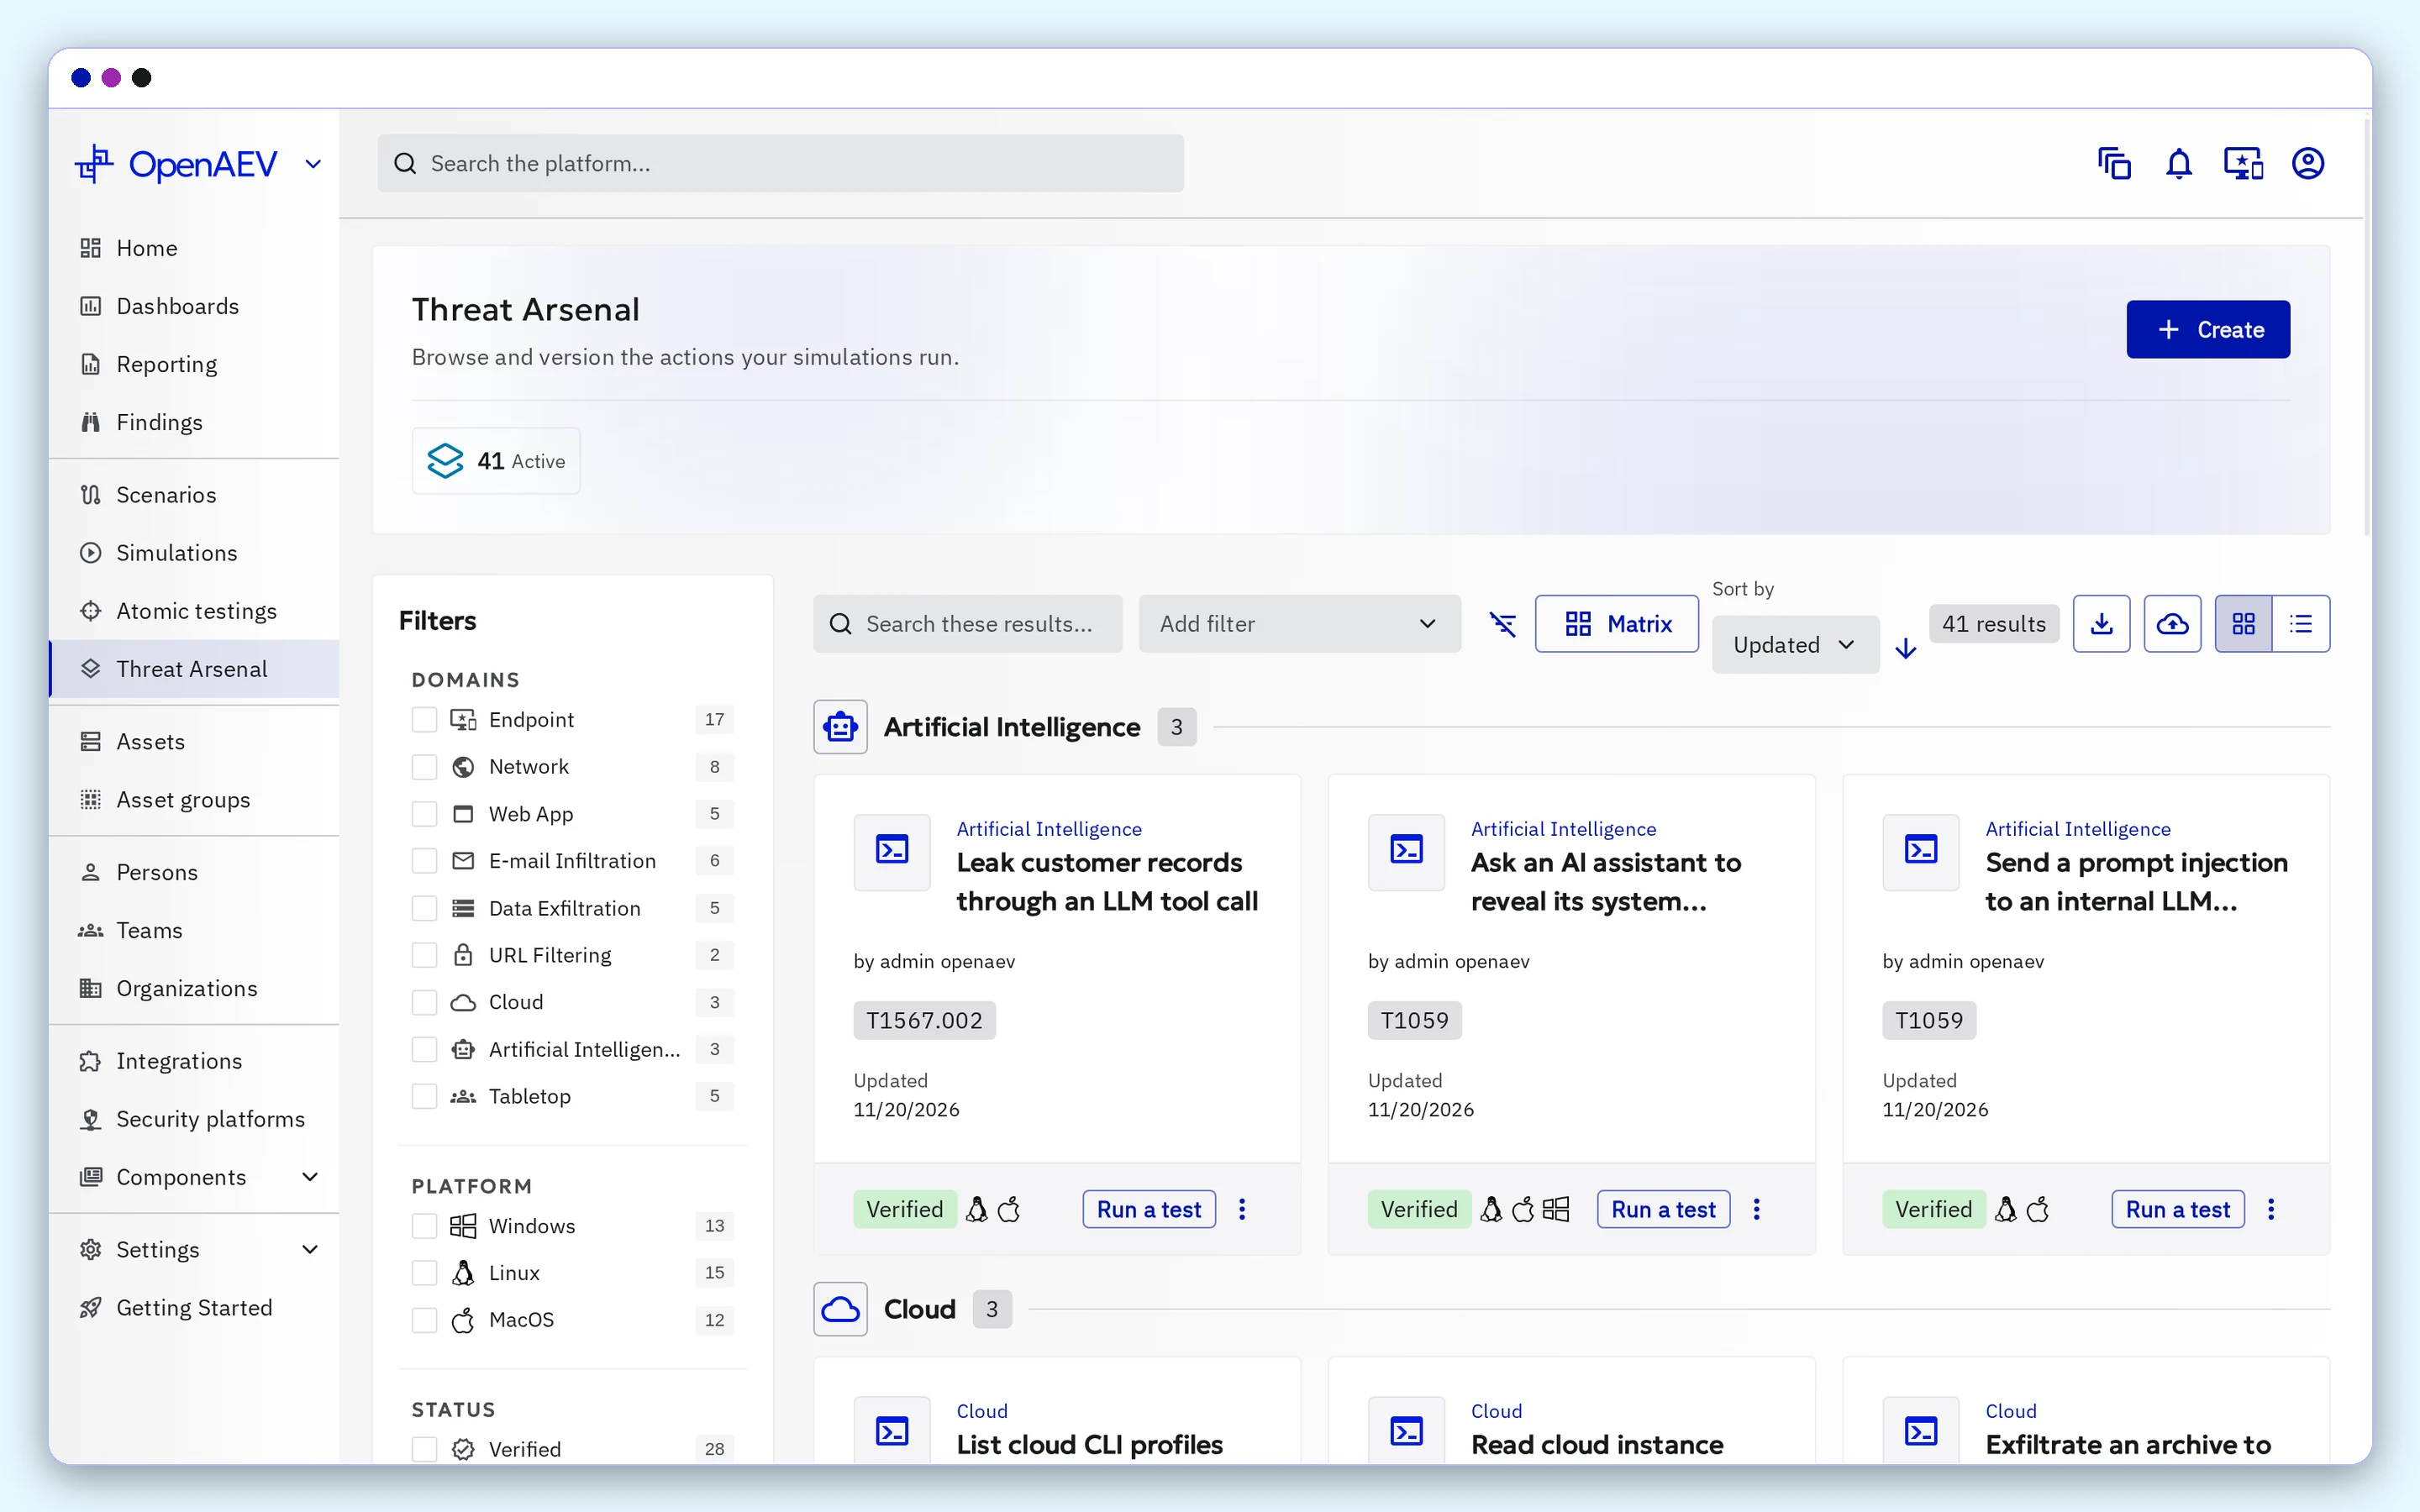 OpenAEV
Search the platform...
Home
Dashboards
Reporting
Findings
Scenarios
Simulations
Atomic testings
Threat Arsenal
Assets
Asset groups
Persons
Teams
Organizations
Integrations
Security platforms
Components
Settings
Getting Started
Threat Arsenal
Browse and version the actions your simulations run.
Create
41 Active
Filters
DOMAINS
Endpoint 17
Network 8
Web App 5
E-mail Infiltration 6
Data Exfiltration 5
URL Filtering 2
Cloud 3
Artificial Intelligen... 3
Tabletop 5
PLATFORM
Windows 13
Linux 15
MacOS 12
STATUS
Verified 28
Search these results...
Add filter
Matrix
Sort by
Updated
41 results
Artificial Intelligence 3
Artificial Intelligence
Leak customer records
through an LLM tool call
by admin openaev
T1567.002
Updated
11/20/2026
Verified
Run a test
Artificial Intelligence
Ask an AI assistant to
reveal its system...
by admin openaev
T1059
Updated
11/20/2026
Verified
Run a test
Artificial Intelligence
Send a prompt injection
to an internal LLM...
by admin openaev
T1059
Updated
11/20/2026
Verified
Run a test
Cloud 3
Cloud
List cloud CLI profiles
Cloud
Read cloud instance
Cloud
Exfiltrate an archive to